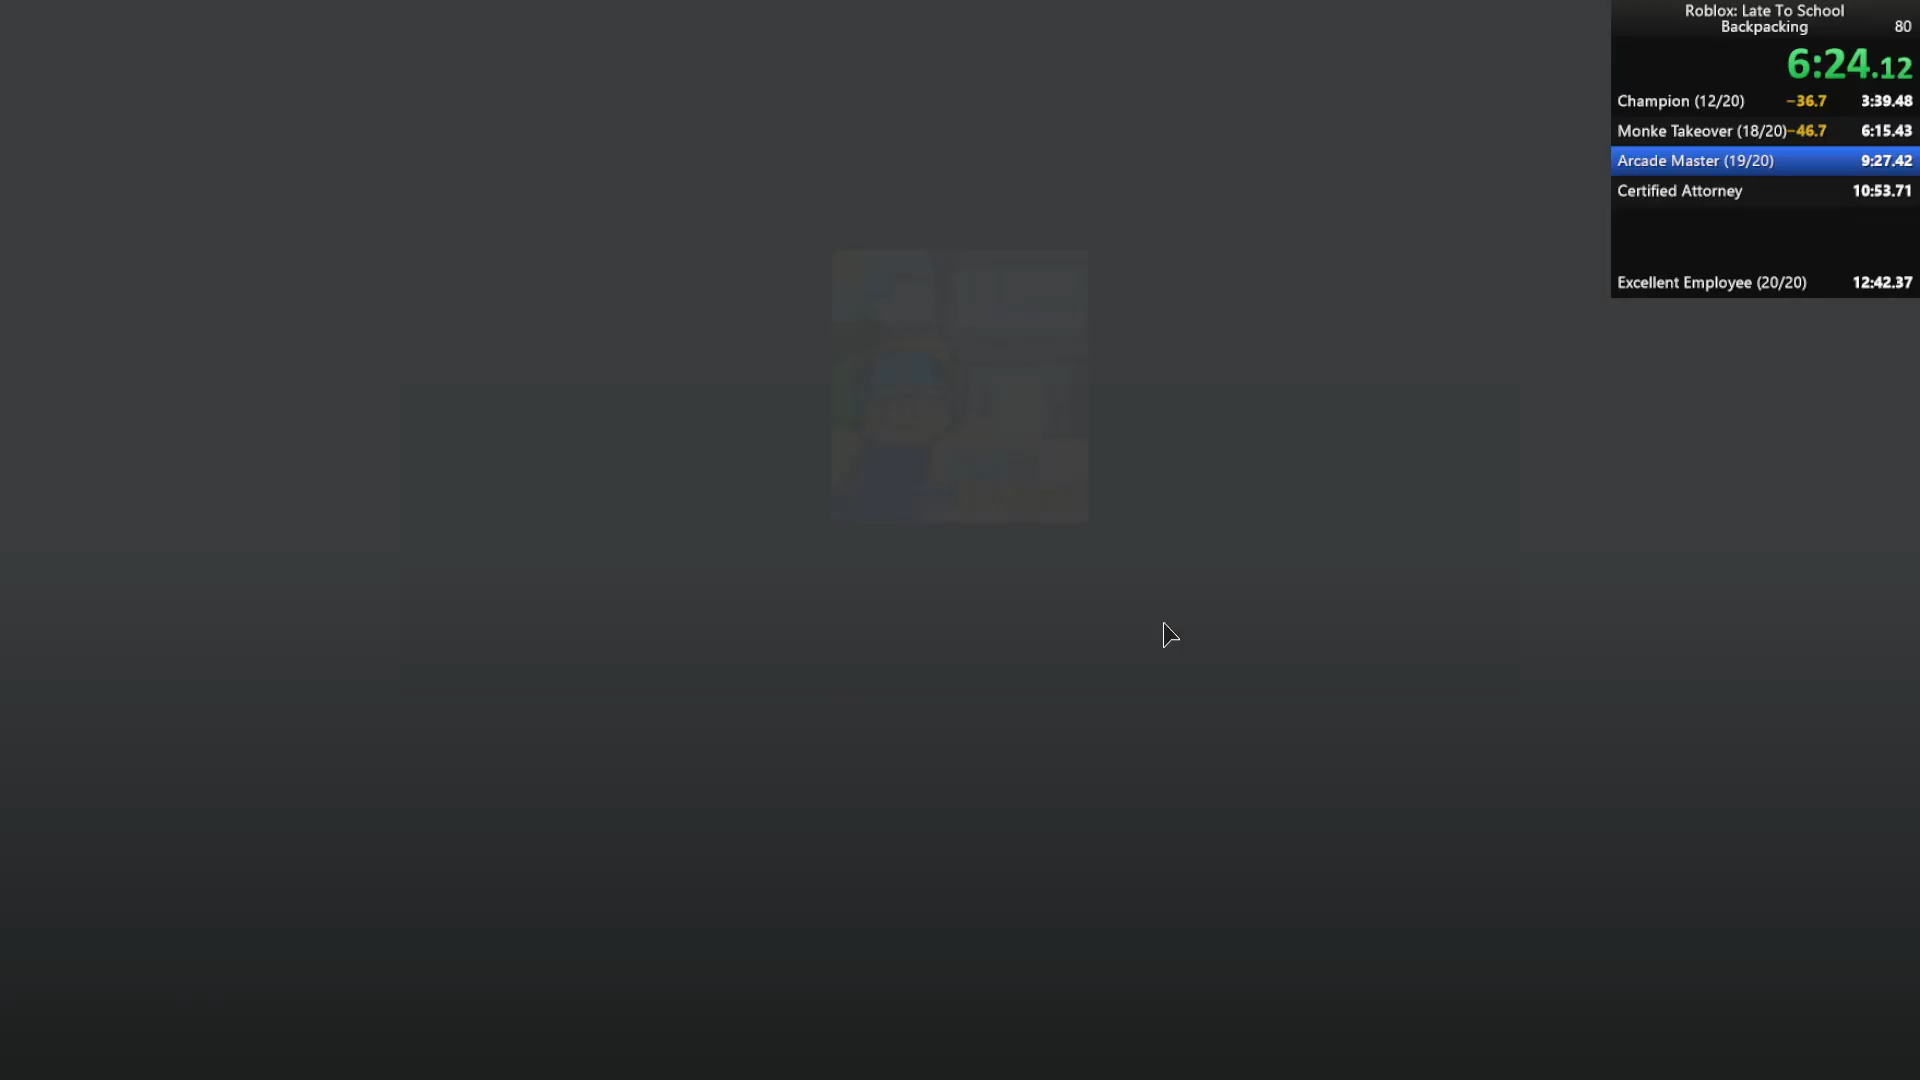 Roblox: Late To School
Backpacking 80
6:24.12
Champion (12/20) −36.7 3:39.48
Monke Takeover (18/20) −46.7 6:15.43
Arcade Master (19/20) 9:27.42
Certified Attorney 10:53.71
Excellent Employee (20/20) 12:42.37